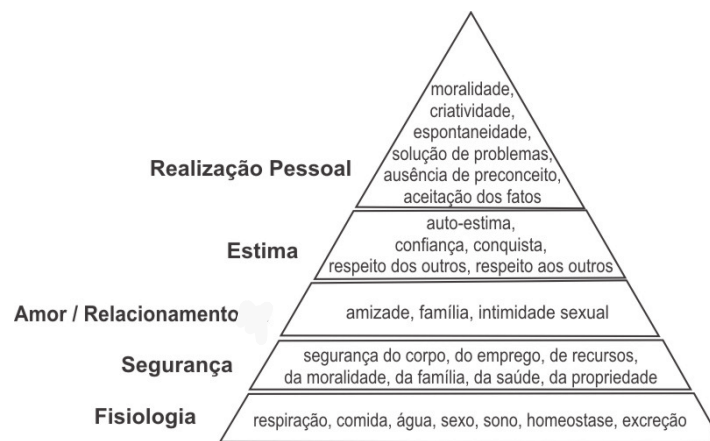 moralidade,
criatividade,
espontaneidade,
solução de problemas,
ausência de preconceito,
aceitação dos fatos
Realização Pessoal
auto-estima,
confiança, conquista,
respeito dos outros, respeito aos outros
Estima
amizade, família, intimidade sexual
Amor / Relacionamento
segurança do corpo, do emprego, de recursos,
da moralidade, da família, da saúde, da propriedade
Segurança
respiração, comida, água, sexo, sono, homeostase, excreção
Fisiologia